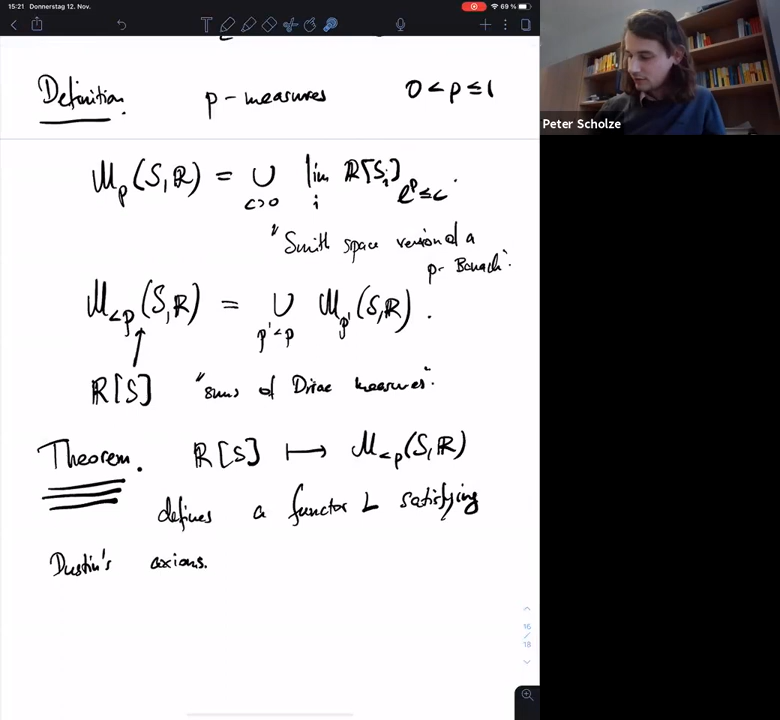 15:21 Donnerstag 12. Nov.
69 %
Definition. p-measures 0 < p ≤ 1
𝓜_p(S,ℝ) = ∪_{c>0} lim_i ℝ[S_i]_{ℓ^p ≤ c}.
"Smith space version of a
p-Banach".
𝓜_{<p}(S,ℝ) = ∪_{p'<p} 𝓜_{p'}(S,ℝ).
↑
ℝ[S] "sums of Dirac measures".
Theorem. ℝ[S] ↦ 𝓜_{<p}(S,ℝ)
defines a functor L satisfying
Dustin's axioms.
16
/
18
Peter Scholze